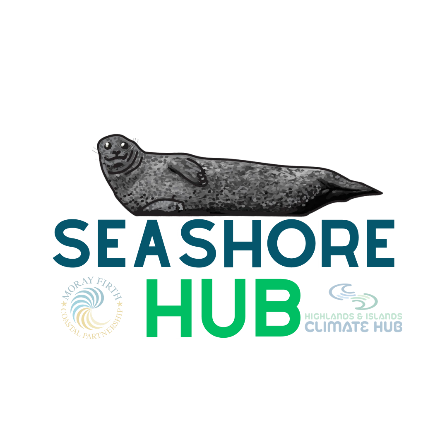 SEASHORE
HUB
MORAY FIRTH
COASTAL PARTNERSHIP
HIGHLANDS & ISLANDS
CLIMATE HUB